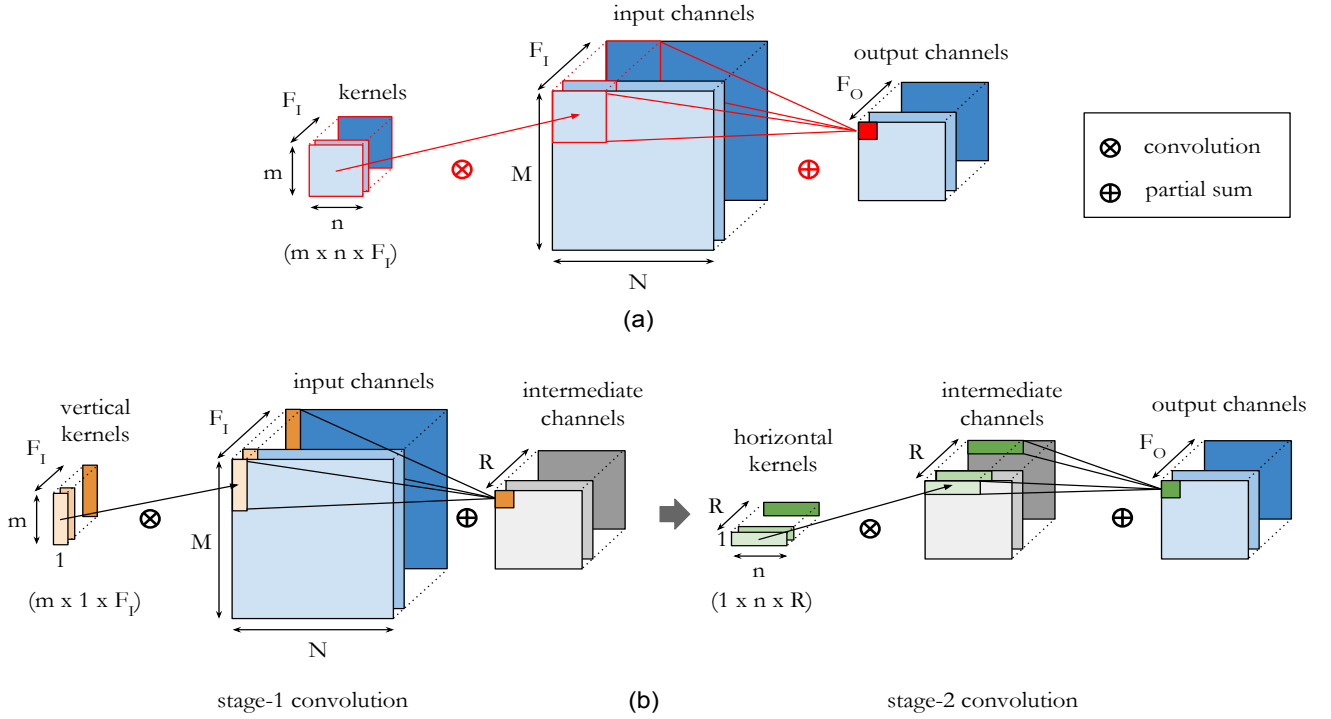 input channels
F_I
output channels
F_O
kernels
F_I
m
n
(m x n x F_I)
M
N
⊗ convolution
⊕ partial sum
(a)
input channels
intermediate
channels
vertical
kernels
F_I
F_I
R
m
1
(m x 1 x F_I)
M
N
intermediate
channels
output channels
horizontal
kernels
R
F_O
R
1
n
(1 x n x R)
stage-1 convolution
(b)
stage-2 convolution